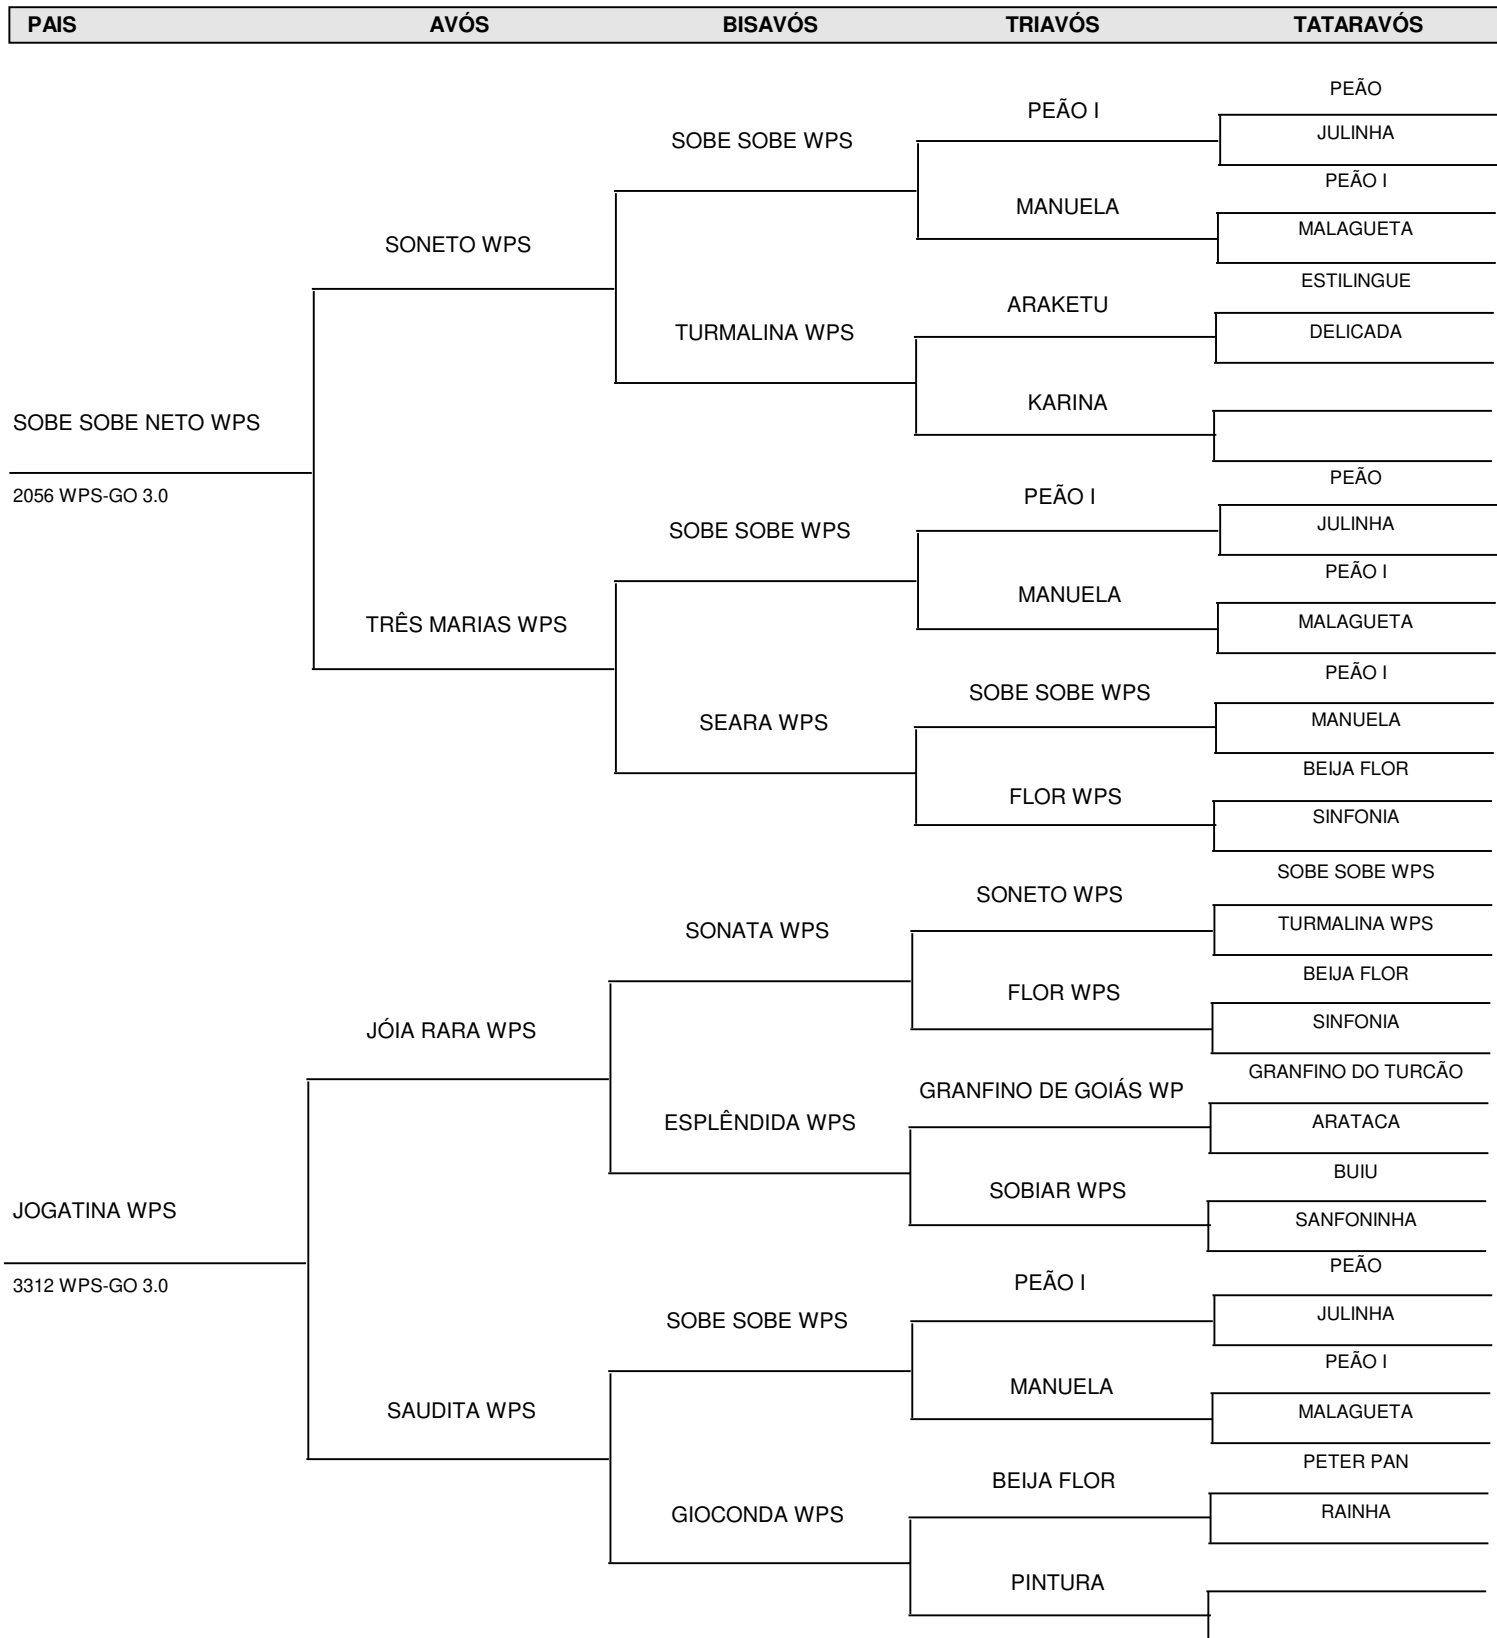 PAIS AVÓS BISAVÓS TRIAVÓS TATARAVÓS
PEÃO
PEÃO I
JULINHA
SOBE SOBE WPS
PEÃO I
MANUELA
MALAGUETA
SONETO WPS
ESTILINGUE
ARAKETU
TURMALINA WPS
DELICADA
KARINA
SOBE SOBE NETO WPS
PEÃO
2056 WPS-GO 3.0
PEÃO I
JULINHA
SOBE SOBE WPS
PEÃO I
MANUELA
MALAGUETA
TRÊS MARIAS WPS
PEÃO I
SOBE SOBE WPS
MANUELA
SEARA WPS
BEIJA FLOR
FLOR WPS
SINFONIA
SOBE SOBE WPS
SONETO WPS
TURMALINA WPS
SONATA WPS
BEIJA FLOR
FLOR WPS
SINFONIA
JÓIA RARA WPS
GRANFINO DO TURCÃO
GRANFINO DE GOIÁS WP
ARATACA
ESPLÊNDIDA WPS
BUIU
SOBIAR WPS
JOGATINA WPS
SANFONINHA
PEÃO
3312 WPS-GO 3.0
PEÃO I
JULINHA
SOBE SOBE WPS
PEÃO I
MANUELA
MALAGUETA
SAUDITA WPS
PETER PAN
BEIJA FLOR
RAINHA
GIOCONDA WPS
PINTURA